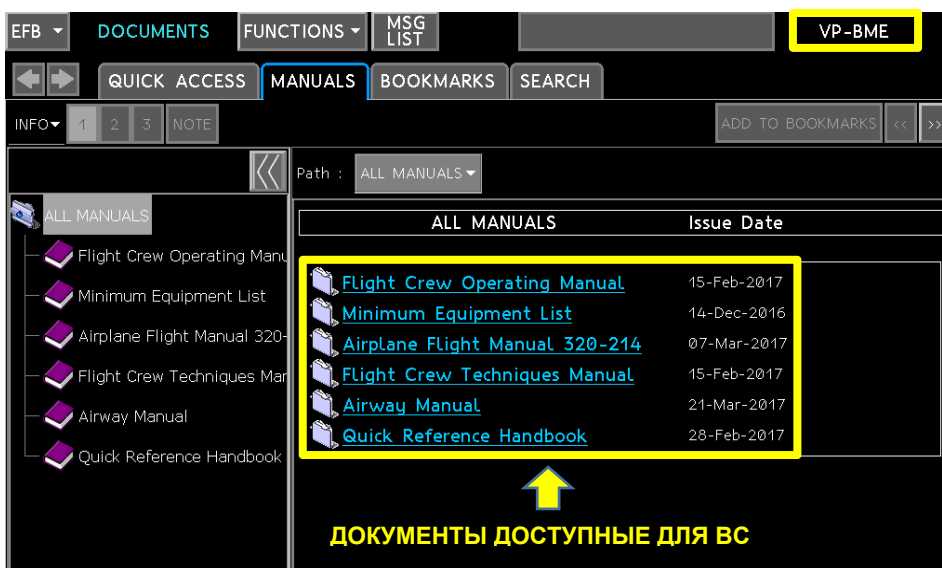 EFB DOCUMENTS FUNCTIONS MSG LIST VP-BME
QUICK ACCESS MANUALS BOOKMARKS SEARCH
INFO 1 2 3 NOTE ADD TO BOOKMARKS << >>
Path : ALL MANUALS
ALL MANUALS
Flight Crew Operating Manu
Minimum Equipment List
Airplane Flight Manual 320-
Flight Crew Techniques Mar
Airway Manual
Quick Reference Handbook
ALL MANUALS Issue Date
Flight Crew Operating Manual 15-Feb-2017
Minimum Equipment List 14-Dec-2016
Airplane Flight Manual 320-214 07-Mar-2017
Flight Crew Techniques Manual 15-Feb-2017
Airway Manual 21-Mar-2017
Quick Reference Handbook 28-Feb-2017
ДОКУМЕНТЫ ДОСТУПНЫЕ ДЛЯ ВС